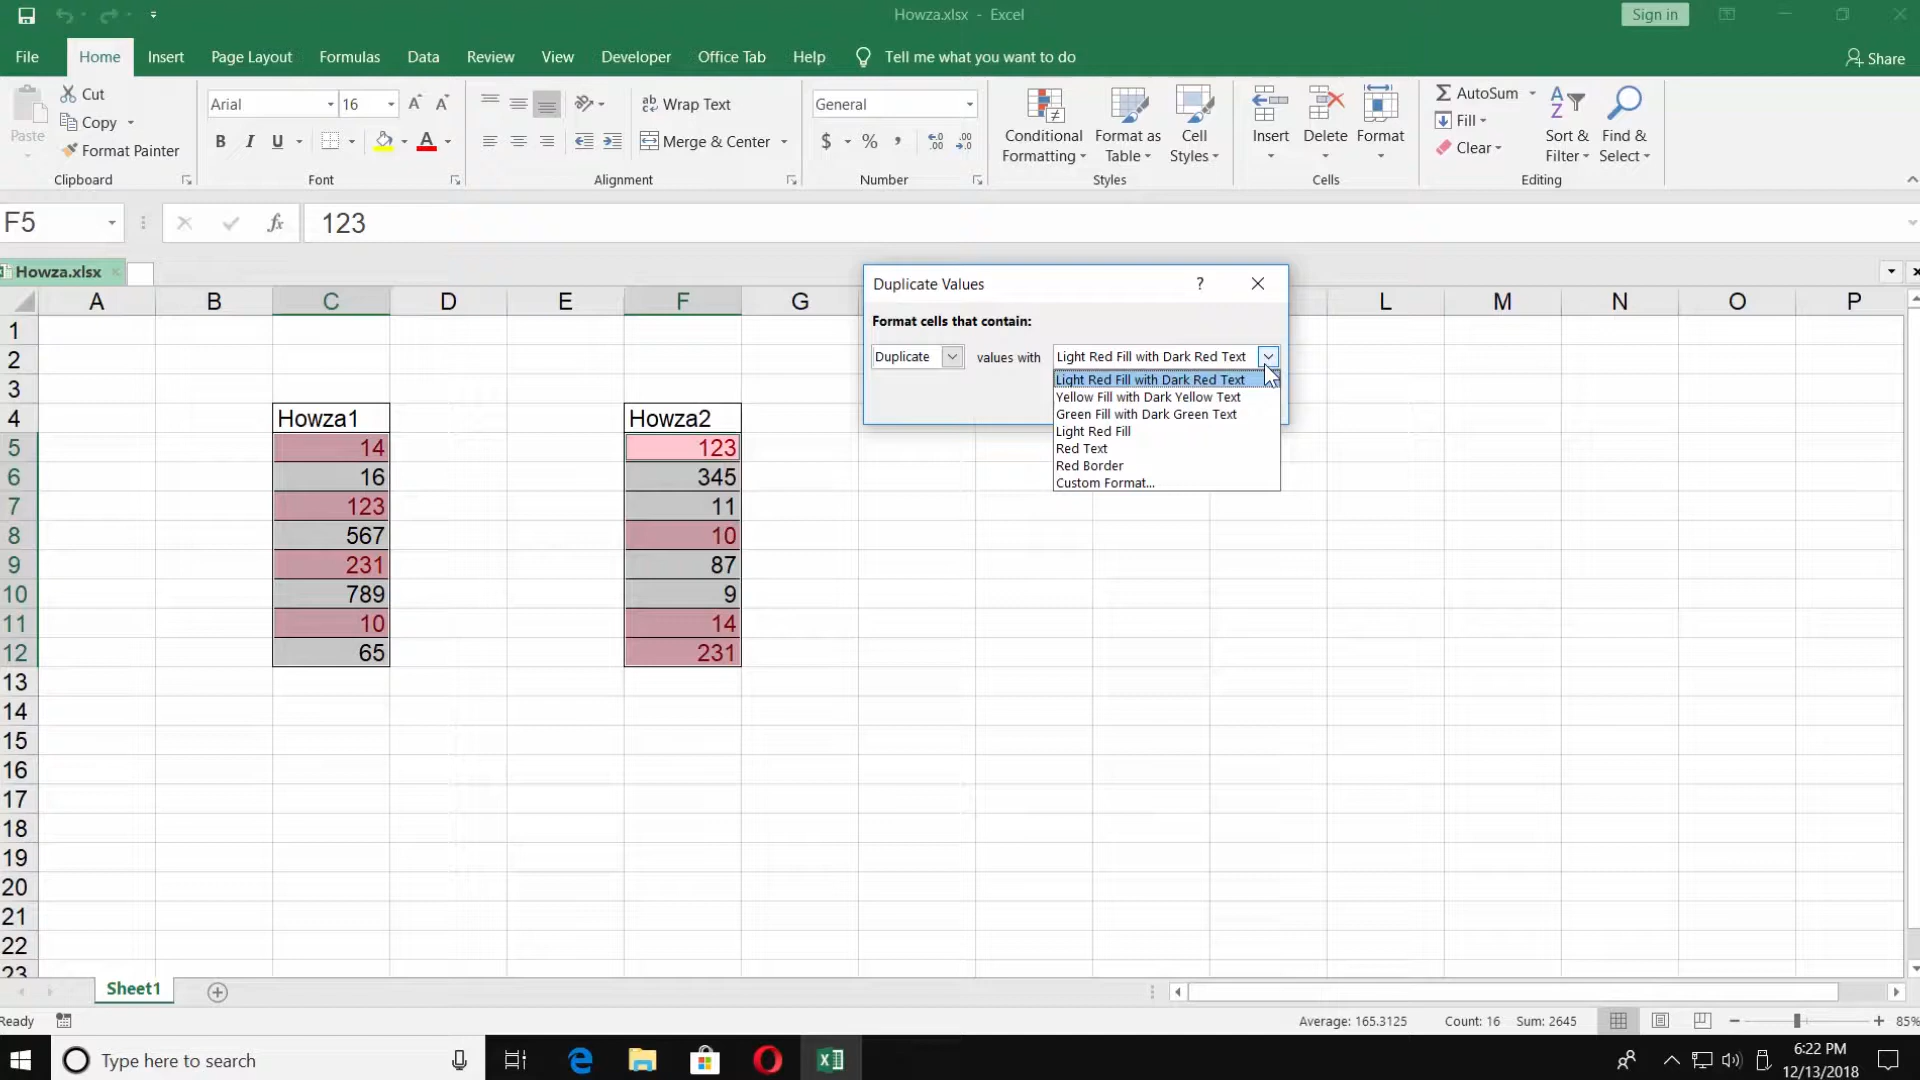 Howza.xlsx - Excel
Sign in
File Home Insert Page Layout Formulas Data Review View Developer Office Tab Help Tell me what you want to do Share
Paste
Cut
Copy
Format Painter
Clipboard
Arial 16
B I U
Font
ab Wrap Text
Merge & Center
Alignment
General
$ % ,
Number
Conditional Formatting
Format as Table
Cell Styles
Styles
Insert Delete Format
Cells
AutoSum
Fill
Clear
Sort & Filter
Find & Select
Editing
F5 fx 123
Howza.xlsx
A B C D E F G L M N O P
Duplicate Values ?
Format cells that contain:
Duplicate values with Light Red Fill with Dark Red Text
Light Red Fill with Dark Red Text
Yellow Fill with Dark Yellow Text
Green Fill with Dark Green Text
Light Red Fill
Red Text
Red Border
Custom Format...
1
2
3
4 Howza1 Howza2
5 14 123
6 16 345
7 123 11
8 567 10
9 231 87
10 789 9
11 10 14
12 65 231
13
14
15
16
17
18
19
20
21
22
23
Sheet1
Ready Average: 165.3125 Count: 16 Sum: 2645 85%
Type here to search
6:22 PM
12/13/2018